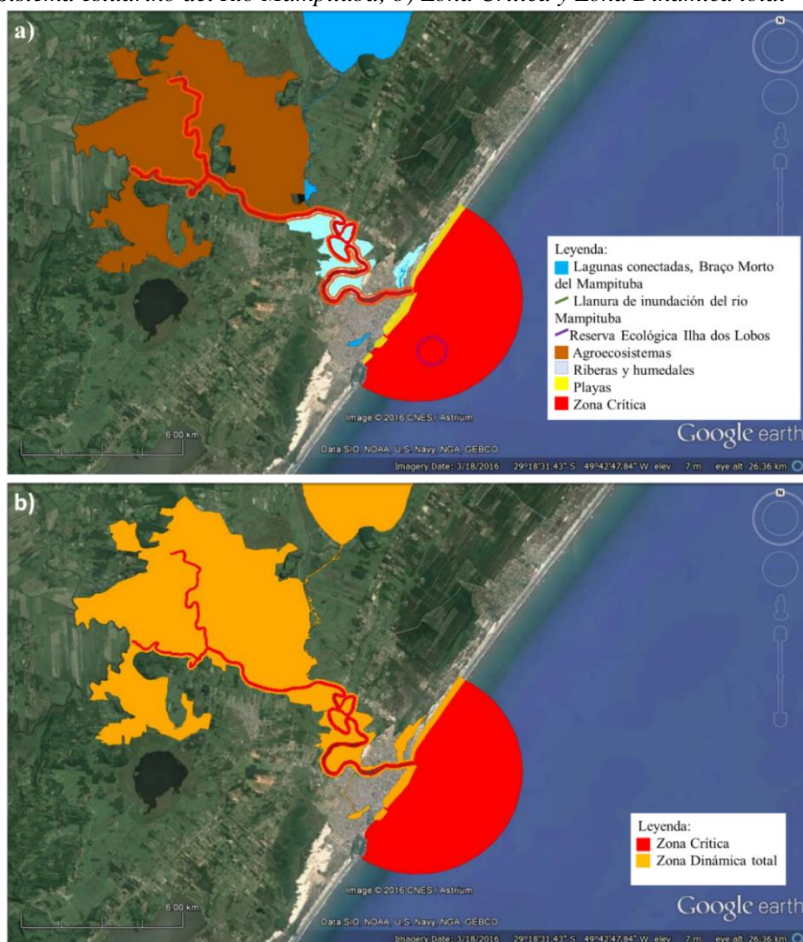 sistema estuarino del Río Mampituba; b) Zona Crítica y Zona Dinámica total
a)
N
Leyenda:
Lagunas conectadas, Braço Morto
del Mampituba
Llanura de inundación del rio
Mampituba
Reserva Ecológica Ilha dos Lobos
Agroecosistemas
Riberas y humedales
Playas
Zona Crítica
Image © 2016 CNES / Astrium
6.00 km
Google earth
Data SIO, NOAA, U.S. Navy, NGA, GEBCO
Imagery Date: 3/18/2016 29°18'31.43" S 49°42'47.84" W elev 7 m eye alt 26.36 km
b)
N
Leyenda:
Zona Crítica
Zona Dinámica total
Image © 2016 CNES / Astrium
6.00 km
Google earth
Data SIO, NOAA, U.S. Navy, NGA, GEBCO
Imagery Date: 3/18/2016 29°18'31.43" S 49°42'47.84" W elev 7 m eye alt 26.36 km